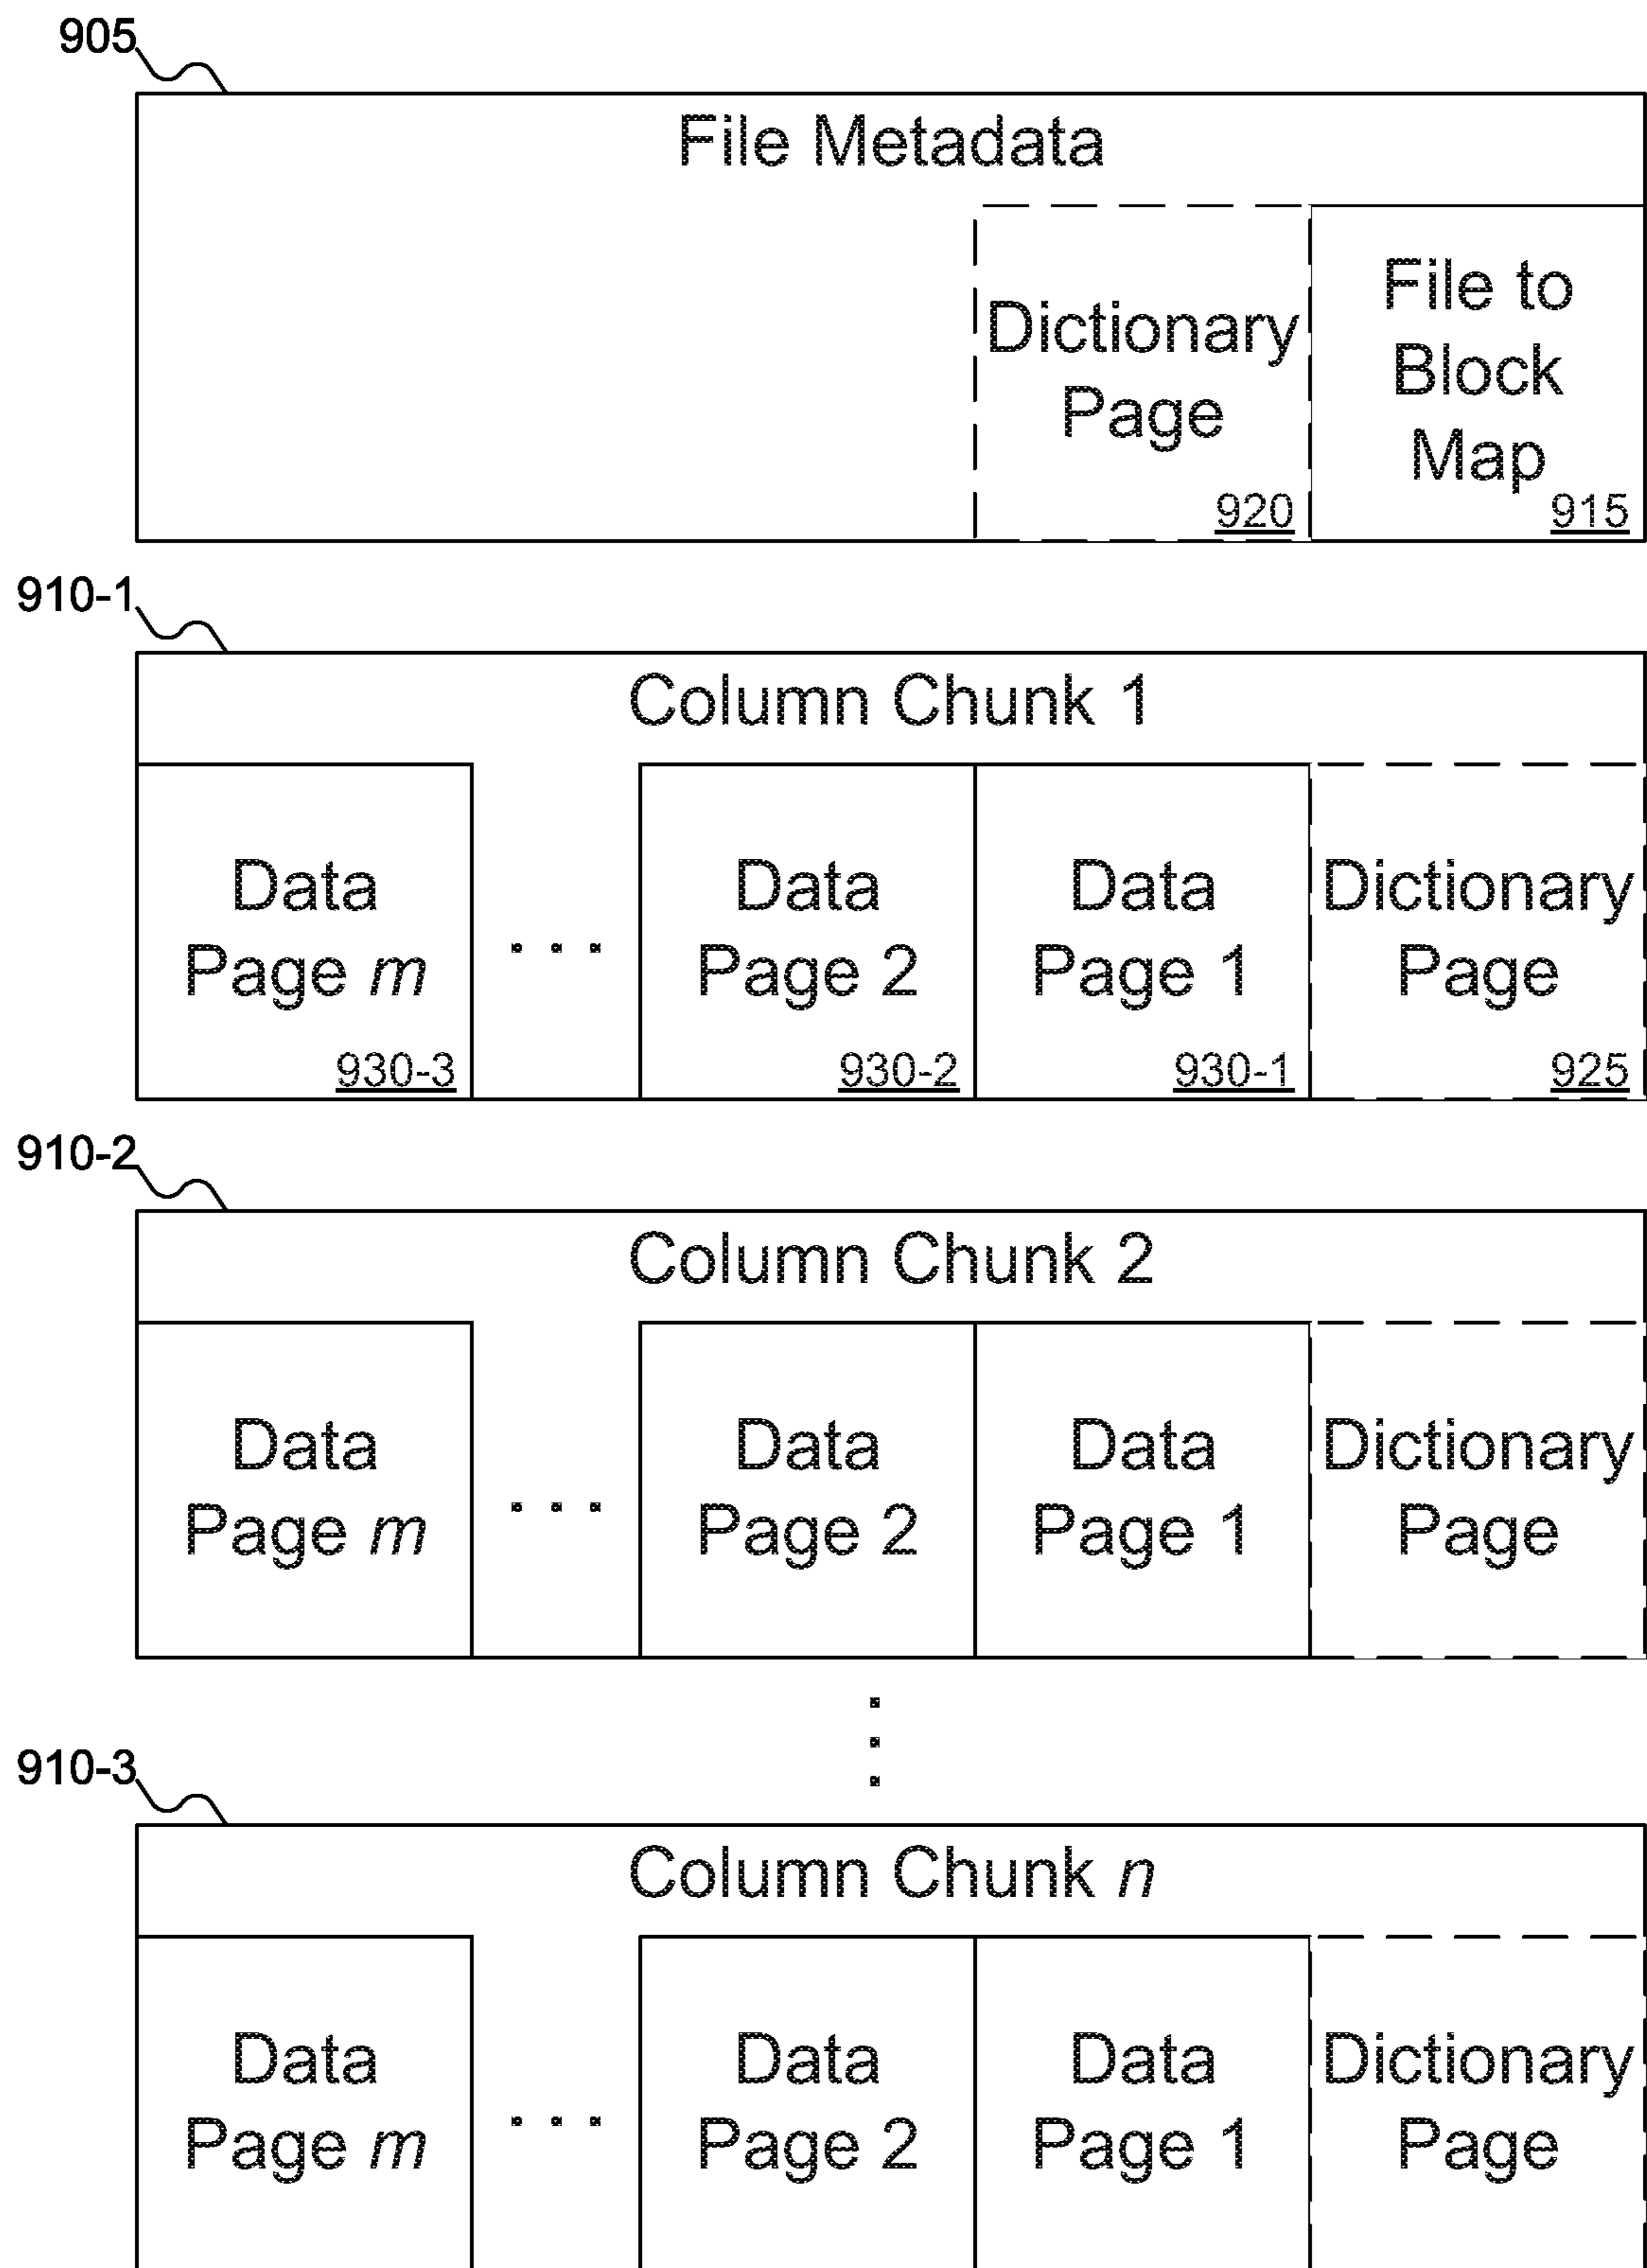 905
File Metadata
Dictionary
Page
920
File to
Block
Map
915
910-1
Column Chunk 1
Data
Page m
930-3
. . .
Data
Page 2
930-2
Data
Page 1
930-1
Dictionary
Page
925
910-2
Column Chunk 2
Data
Page m
. . .
Data
Page 2
Data
Page 1
Dictionary
Page
910-3
Column Chunk n
Data
Page m
. . .
Data
Page 2
Data
Page 1
Dictionary
Page